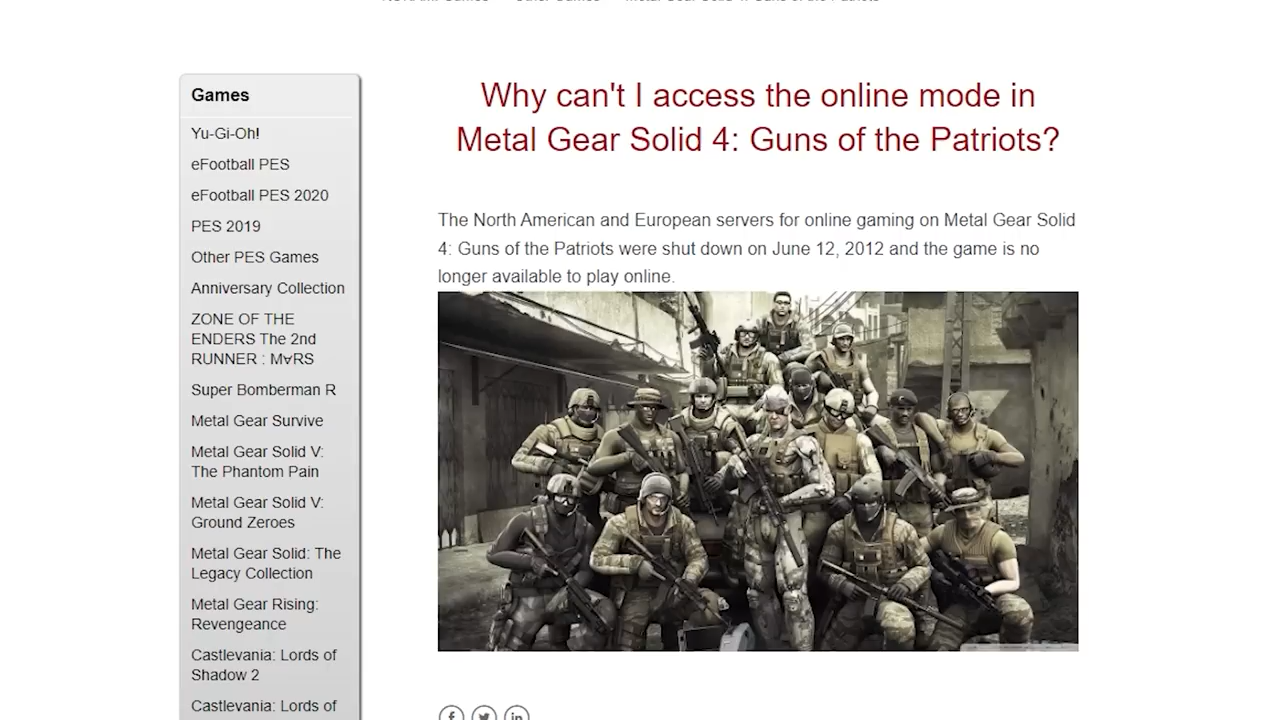 Games
Yu-Gi-Oh!
eFootball PES
eFootball PES 2020
PES 2019
Other PES Games
Anniversary Collection
ZONE OF THE
ENDERS The 2nd
RUNNER : M∀RS
Super Bomberman R
Metal Gear Survive
Metal Gear Solid V:
The Phantom Pain
Metal Gear Solid V:
Ground Zeroes
Metal Gear Solid: The
Legacy Collection
Metal Gear Rising:
Revengeance
Castlevania: Lords of
Shadow 2
Castlevania: Lords of
Why can't I access the online mode in
Metal Gear Solid 4: Guns of the Patriots?
The North American and European servers for online gaming on Metal Gear Solid
4: Guns of the Patriots were shut down on June 12, 2012 and the game is no
longer available to play online.